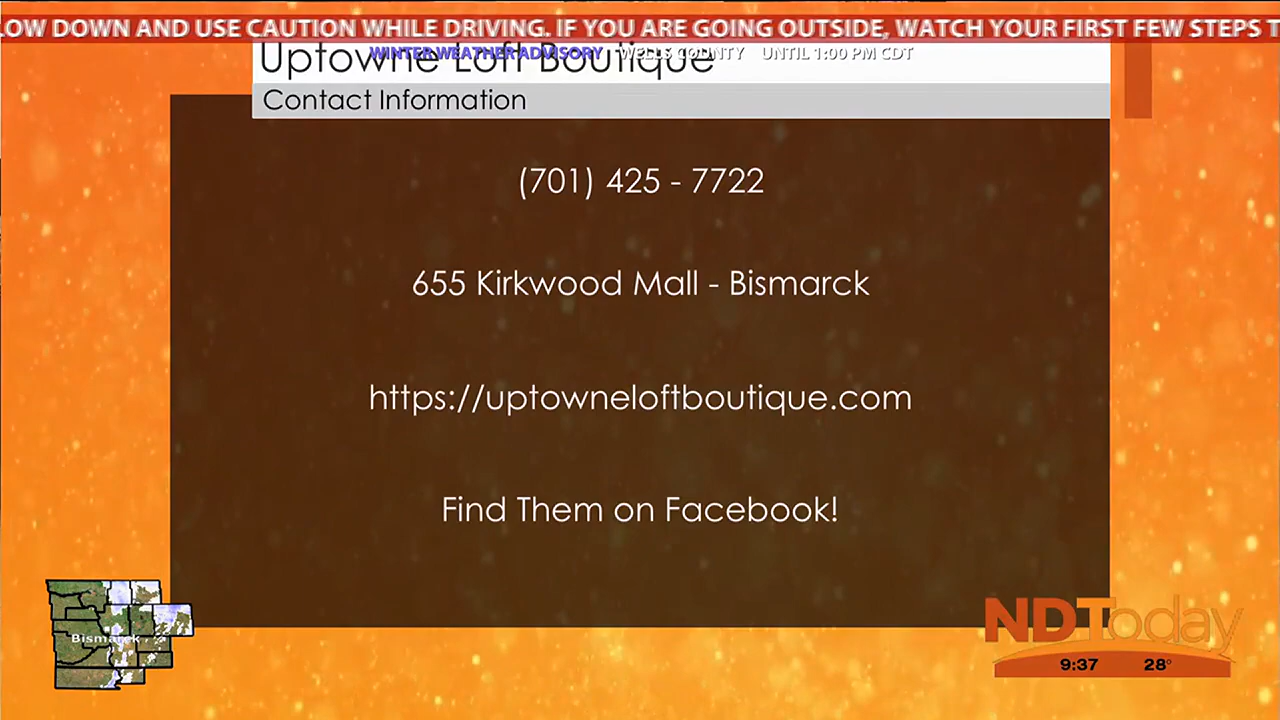 LOW DOWN AND USE CAUTION WHILE DRIVING. IF YOU ARE GOING OUTSIDE, WATCH YOUR FIRST FEW STEPS T
WINTER WEATHER ADVISORY WELLS COUNTY UNTIL 1:00 PM CDT
Uptowne Loft Boutique
Contact Information
(701) 425 - 7722
655 Kirkwood Mall - Bismarck
https://uptowneloftboutique.com
Find Them on Facebook!
Bismarck
NDToday
9:37 28°